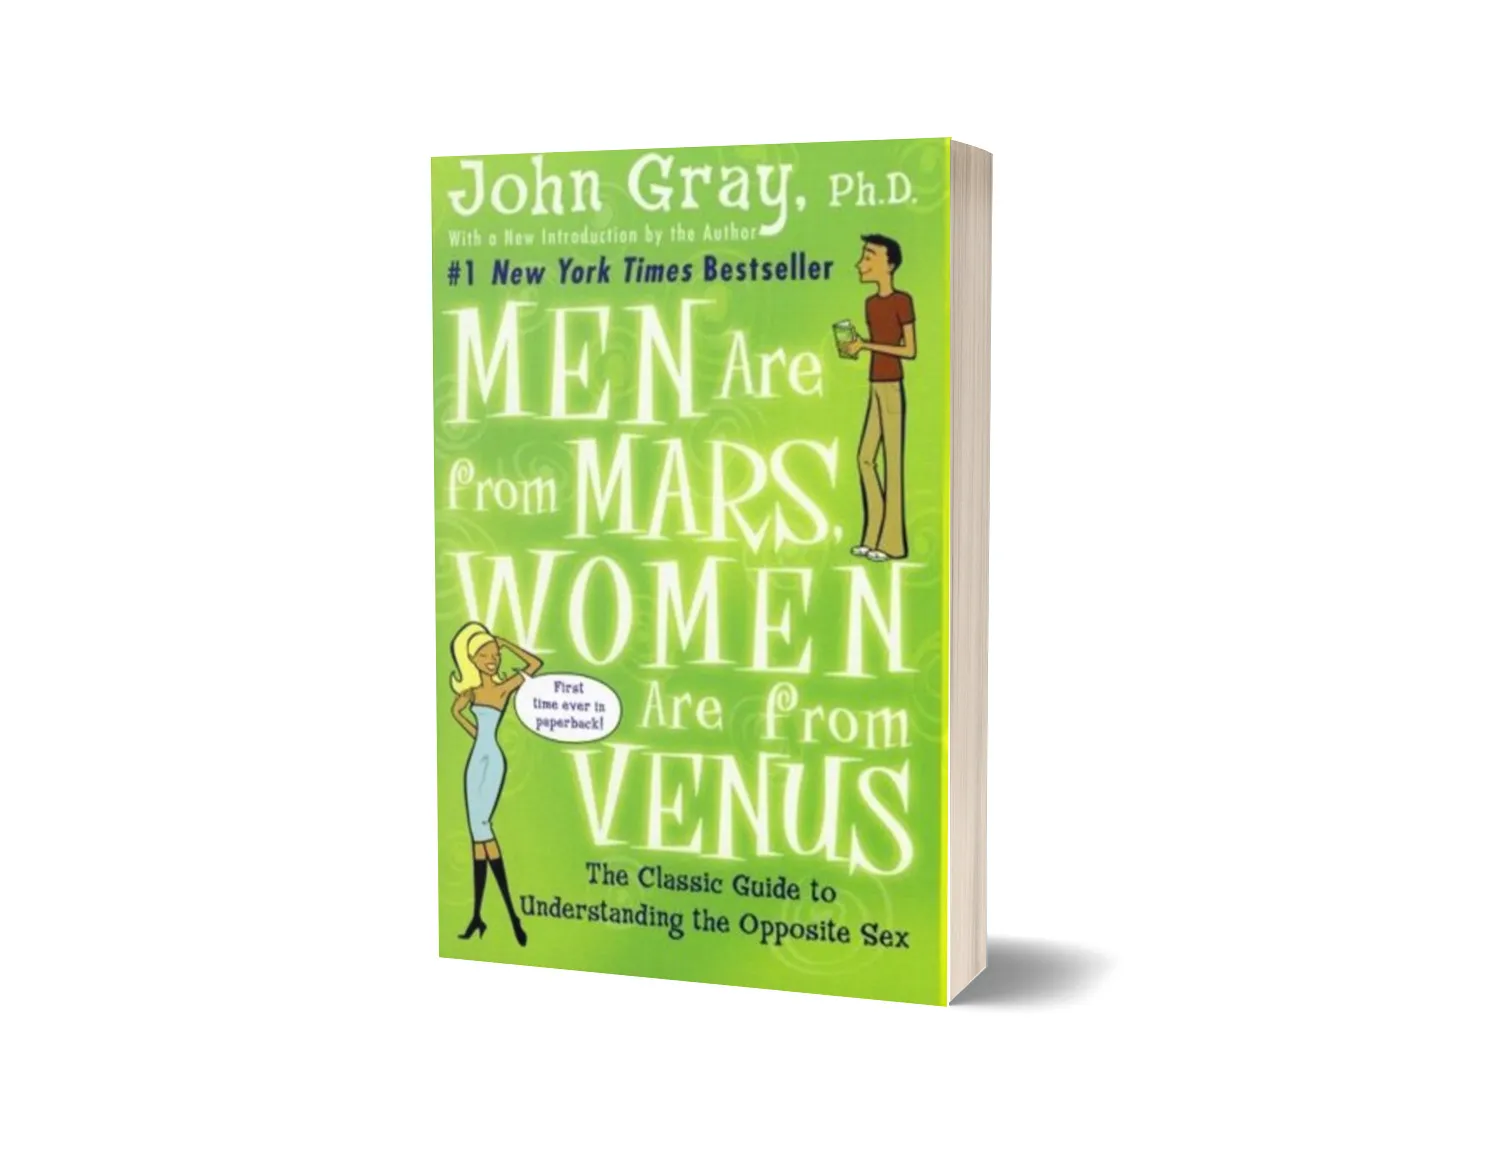 John Gray, Ph.D.
With a New Introduction by the Author
#1 New York Times Bestseller
MEN Are
from MARS,
WOMEN
Are from
VENUS
First
time ever in
paperback!
The Classic Guide to
Understanding the Opposite Sex